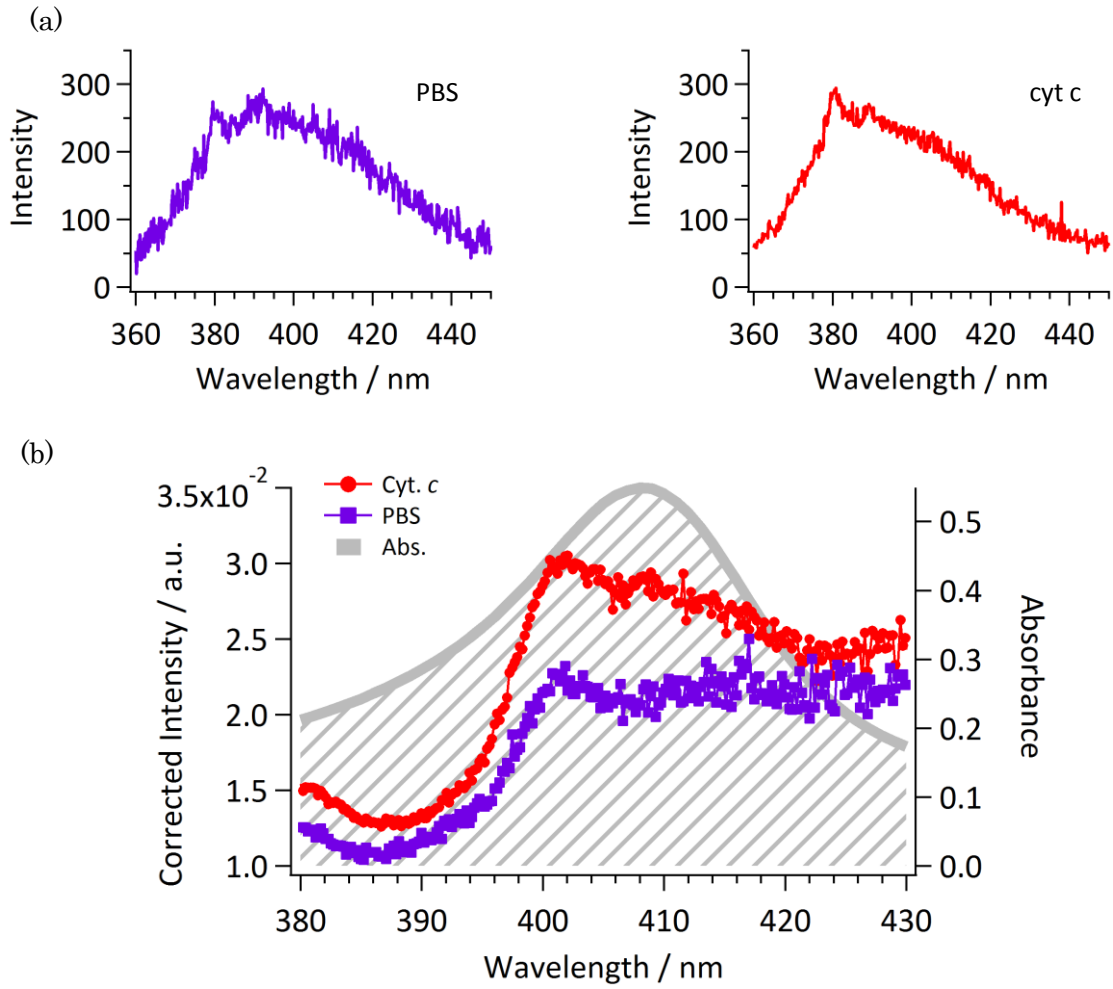 (a)
PBS
Intensity
300
200
100
0
360 380 400 420 440
Wavelength / nm
cyt c
Intensity
300
200
100
0
360 380 400 420 440
Wavelength / nm
(b)
Cyt. c
PBS
Abs.
Corrected Intensity / a.u.
3.5x10-2
3.0
2.5
2.0
1.5
1.0
0.5
0.4
0.3
0.2
0.1
0.0
Absorbance
380 390 400 410 420 430
Wavelength / nm